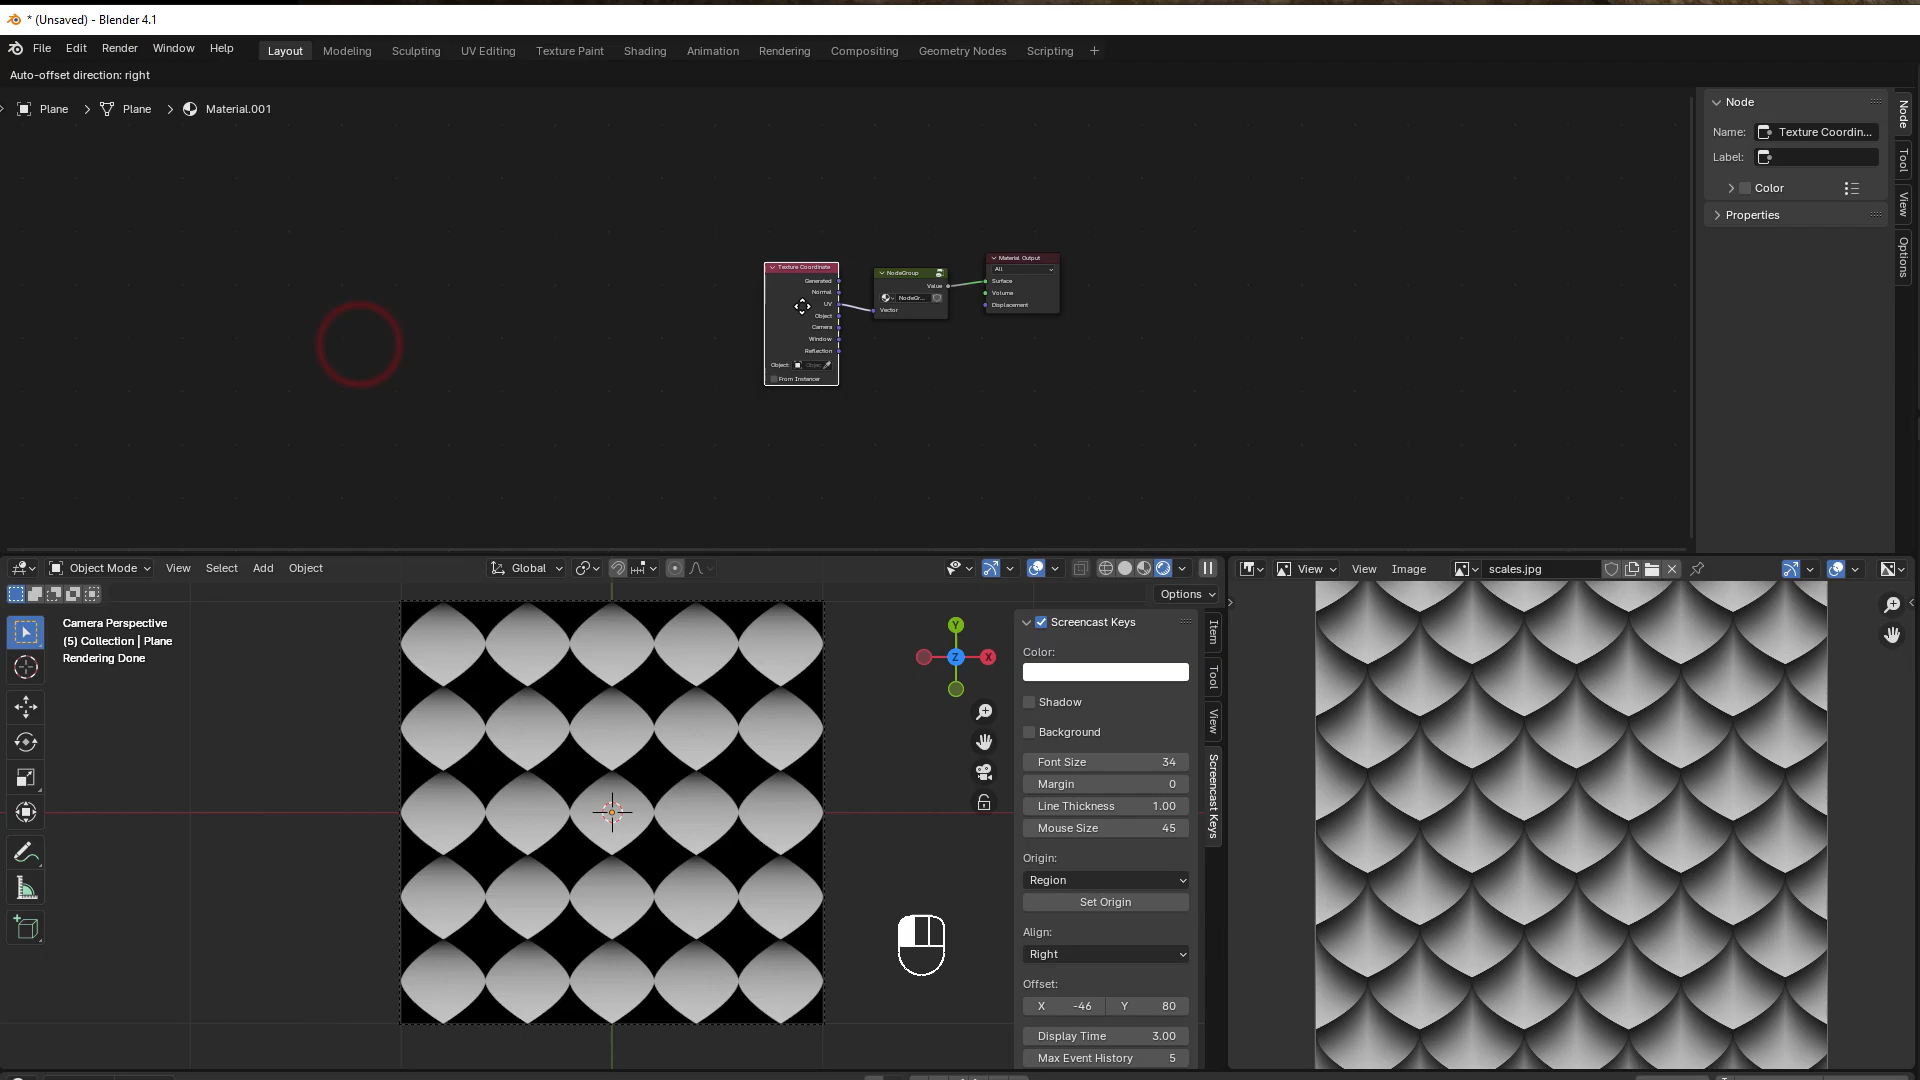 * (Unsaved) - Blender 4.1
File Edit Render Window Help Layout Modeling Sculpting UV Editing Texture Paint Shading Animation Rendering Compositing Geometry Nodes Scripting +
Auto-offset direction: right
Plane > Plane > Material.001
Node
Name: Texture Coordin...
Label:
Color
Properties
Node
Tool
View
Options
Texture Coordinate
Generated
Normal
UV
Object
Camera
Window
Reflection
Object: Objec
From Instancer
NodeGroup
Value
NodeGr...
Vector
Material Output
All
Surface
Volume
Displacement
Object Mode View Select Add Object Global
Options
Camera Perspective
(5) Collection | Plane
Rendering Done
Y
X
Z
Screencast Keys
Color:
Shadow
Background
Font Size 34
Margin 0
Line Thickness 1.00
Mouse Size 45
Origin:
Region
Set Origin
Align:
Right
Offset:
X -46 Y 80
Display Time 3.00
Max Event History 5
Item
Tool
View
Screencast Keys
View View Image scales.jpg